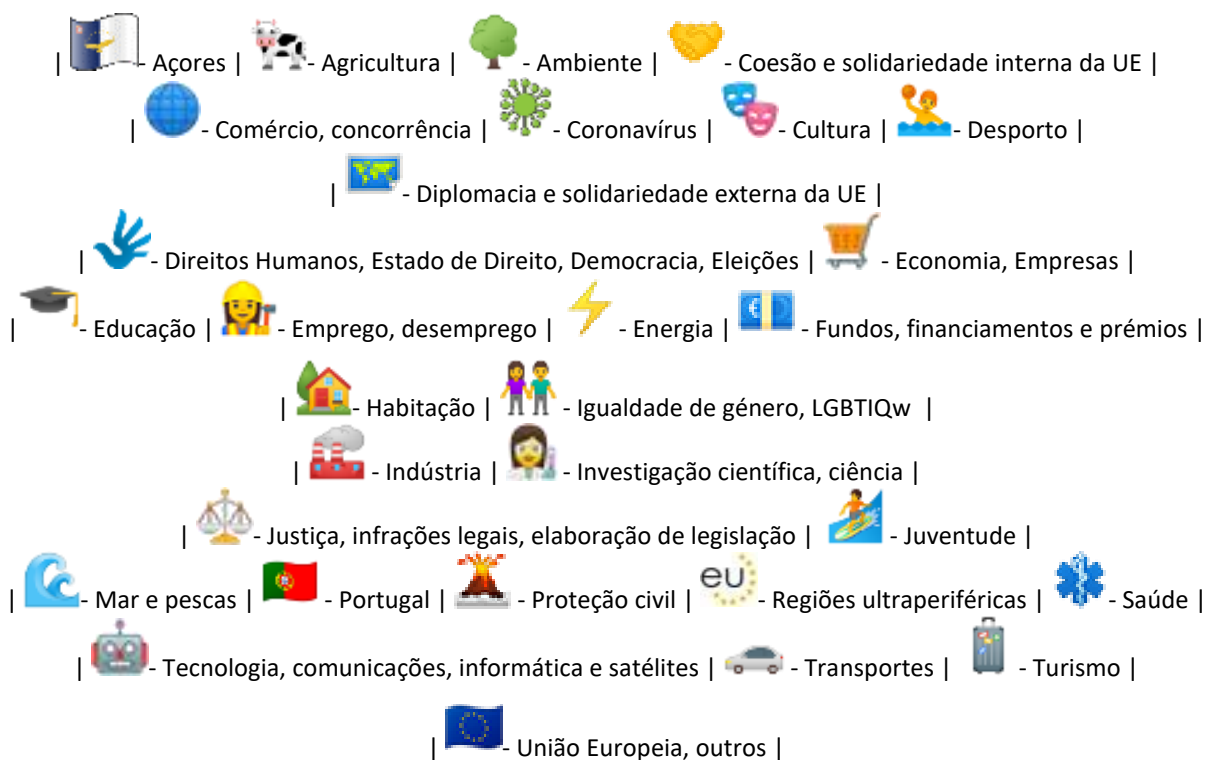 | - Açores | - Agricultura | - Ambiente | - Coesão e solidariedade interna da UE |
| - Comércio, concorrência | - Coronavírus | - Cultura | - Desporto |
| - Diplomacia e solidariedade externa da UE |
| - Direitos Humanos, Estado de Direito, Democracia, Eleições | - Economia, Empresas |
| - Educação | - Emprego, desemprego | - Energia | - Fundos, financiamentos e prémios |
| - Habitação | - Igualdade de género, LGBTIQw |
| - Indústria | - Investigação científica, ciência |
| - Justiça, infrações legais, elaboração de legislação | - Juventude |
| - Mar e pescas | - Portugal | - Proteção civil | eu - Regiões ultraperiféricas | - Saúde |
| - Tecnologia, comunicações, informática e satélites | - Transportes | - Turismo |
| - União Europeia, outros |